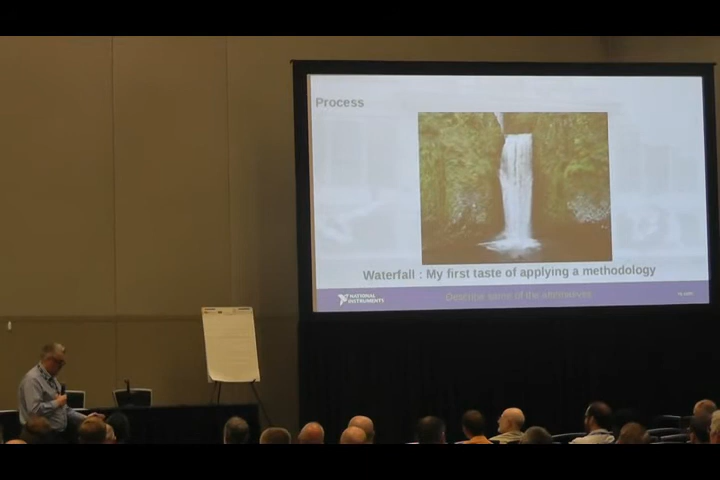 Process
Waterfall : My first taste of applying a methodology
NATIONAL
INSTRUMENTS
Describe some of the alternatives